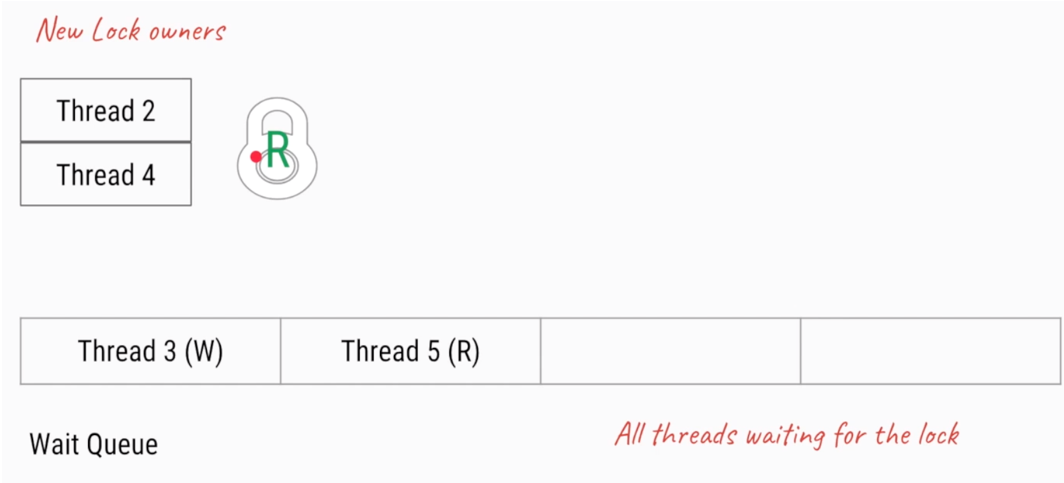 New Lock owners
Thread 2
R
Thread 4
Thread 3 (W)
Thread 5 (R)
Wait Queue
All threads waiting for the lock